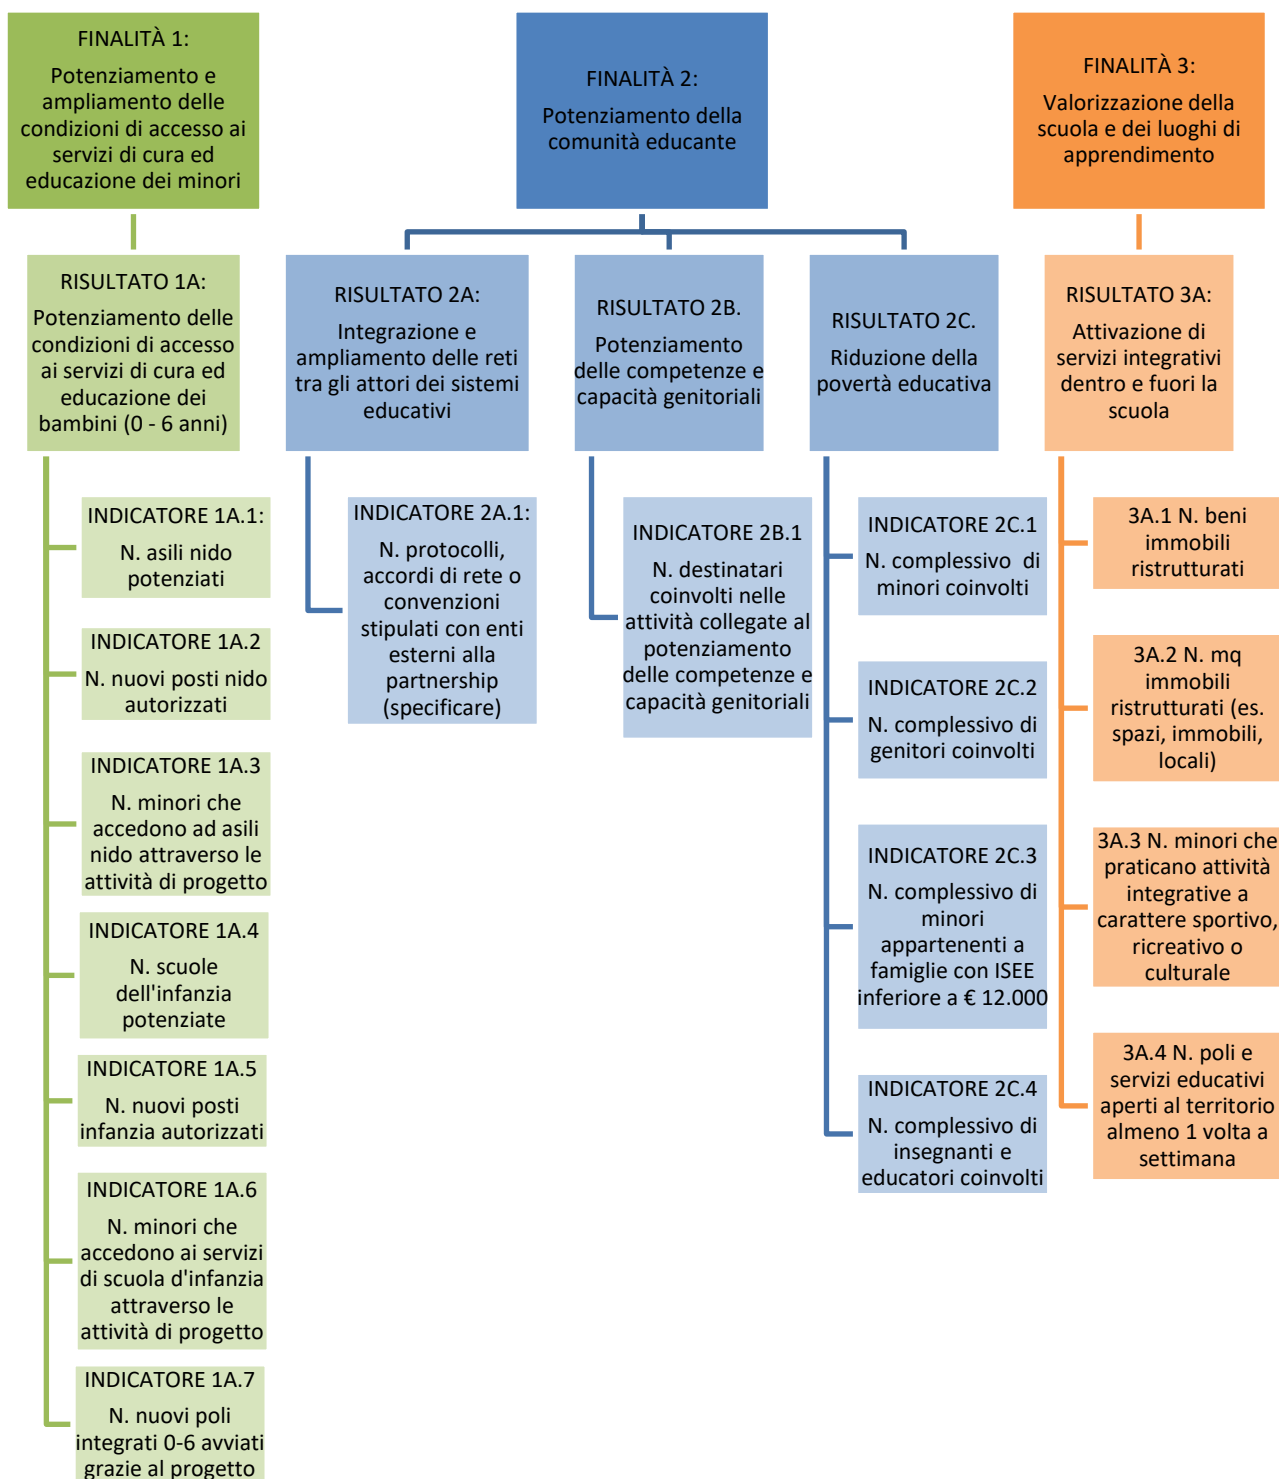 FINALITÀ 1:
Potenziamento e
ampliamento delle
condizioni di accesso ai
servizi di cura ed
educazione dei minori
RISULTATO 1A:
Potenziamento delle
condizioni di accesso
ai servizi di cura ed
educazione dei
bambini (0 - 6 anni)
INDICATORE 1A.1:
N. asili nido
potenziati
INDICATORE 1A.2
N. nuovi posti nido
autorizzati
INDICATORE 1A.3
N. minori che
accedono ad asili
nido attraverso le
attività di progetto
INDICATORE 1A.4
N. scuole
dell'infanzia
potenziate
INDICATORE 1A.5
N. nuovi posti
infanzia autorizzati
INDICATORE 1A.6
N. minori che
accedono ai servizi
di scuola d'infanzia
attraverso le
attività di progetto
INDICATORE 1A.7
N. nuovi poli
integrati 0-6 avviati
grazie al progetto
FINALITÀ 2:
Potenziamento della
comunità educante
RISULTATO 2A:
Integrazione e
ampliamento delle reti
tra gli attori dei sistemi
educativi
INDICATORE 2A.1:
N. protocolli,
accordi di rete o
convenzioni
stipulati con enti
esterni alla
partnership
(specificare)
RISULTATO 2B.
Potenziamento
delle competenze e
capacità genitoriali
INDICATORE 2B.1
N. destinatari
coinvolti nelle
attività collegate al
potenziamento
delle competenze e
capacità genitoriali
RISULTATO 2C.
Riduzione della
povertà educativa
INDICATORE 2C.1
N. complessivo  di
minori coinvolti
INDICATORE 2C.2
N. complessivo di
genitori coinvolti
INDICATORE 2C.3
N. complessivo di
minori
appartenenti a
famiglie con ISEE
inferiore a € 12.000
INDICATORE 2C.4
N. complessivo di
insegnanti e
educatori coinvolti
FINALITÀ 3:
Valorizzazione della
scuola e dei luoghi di
apprendimento
RISULTATO 3A:
Attivazione di
servizi integrativi
dentro e fuori la
scuola
3A.1 N. beni
immobili
ristrutturati
3A.2 N. mq
immobili
ristrutturati (es.
spazi, immobili,
locali)
3A.3 N. minori che
praticano attività
integrative a
carattere sportivo,
ricreativo o
culturale
3A.4 N. poli e
servizi educativi
aperti al territorio
almeno 1 volta a
settimana